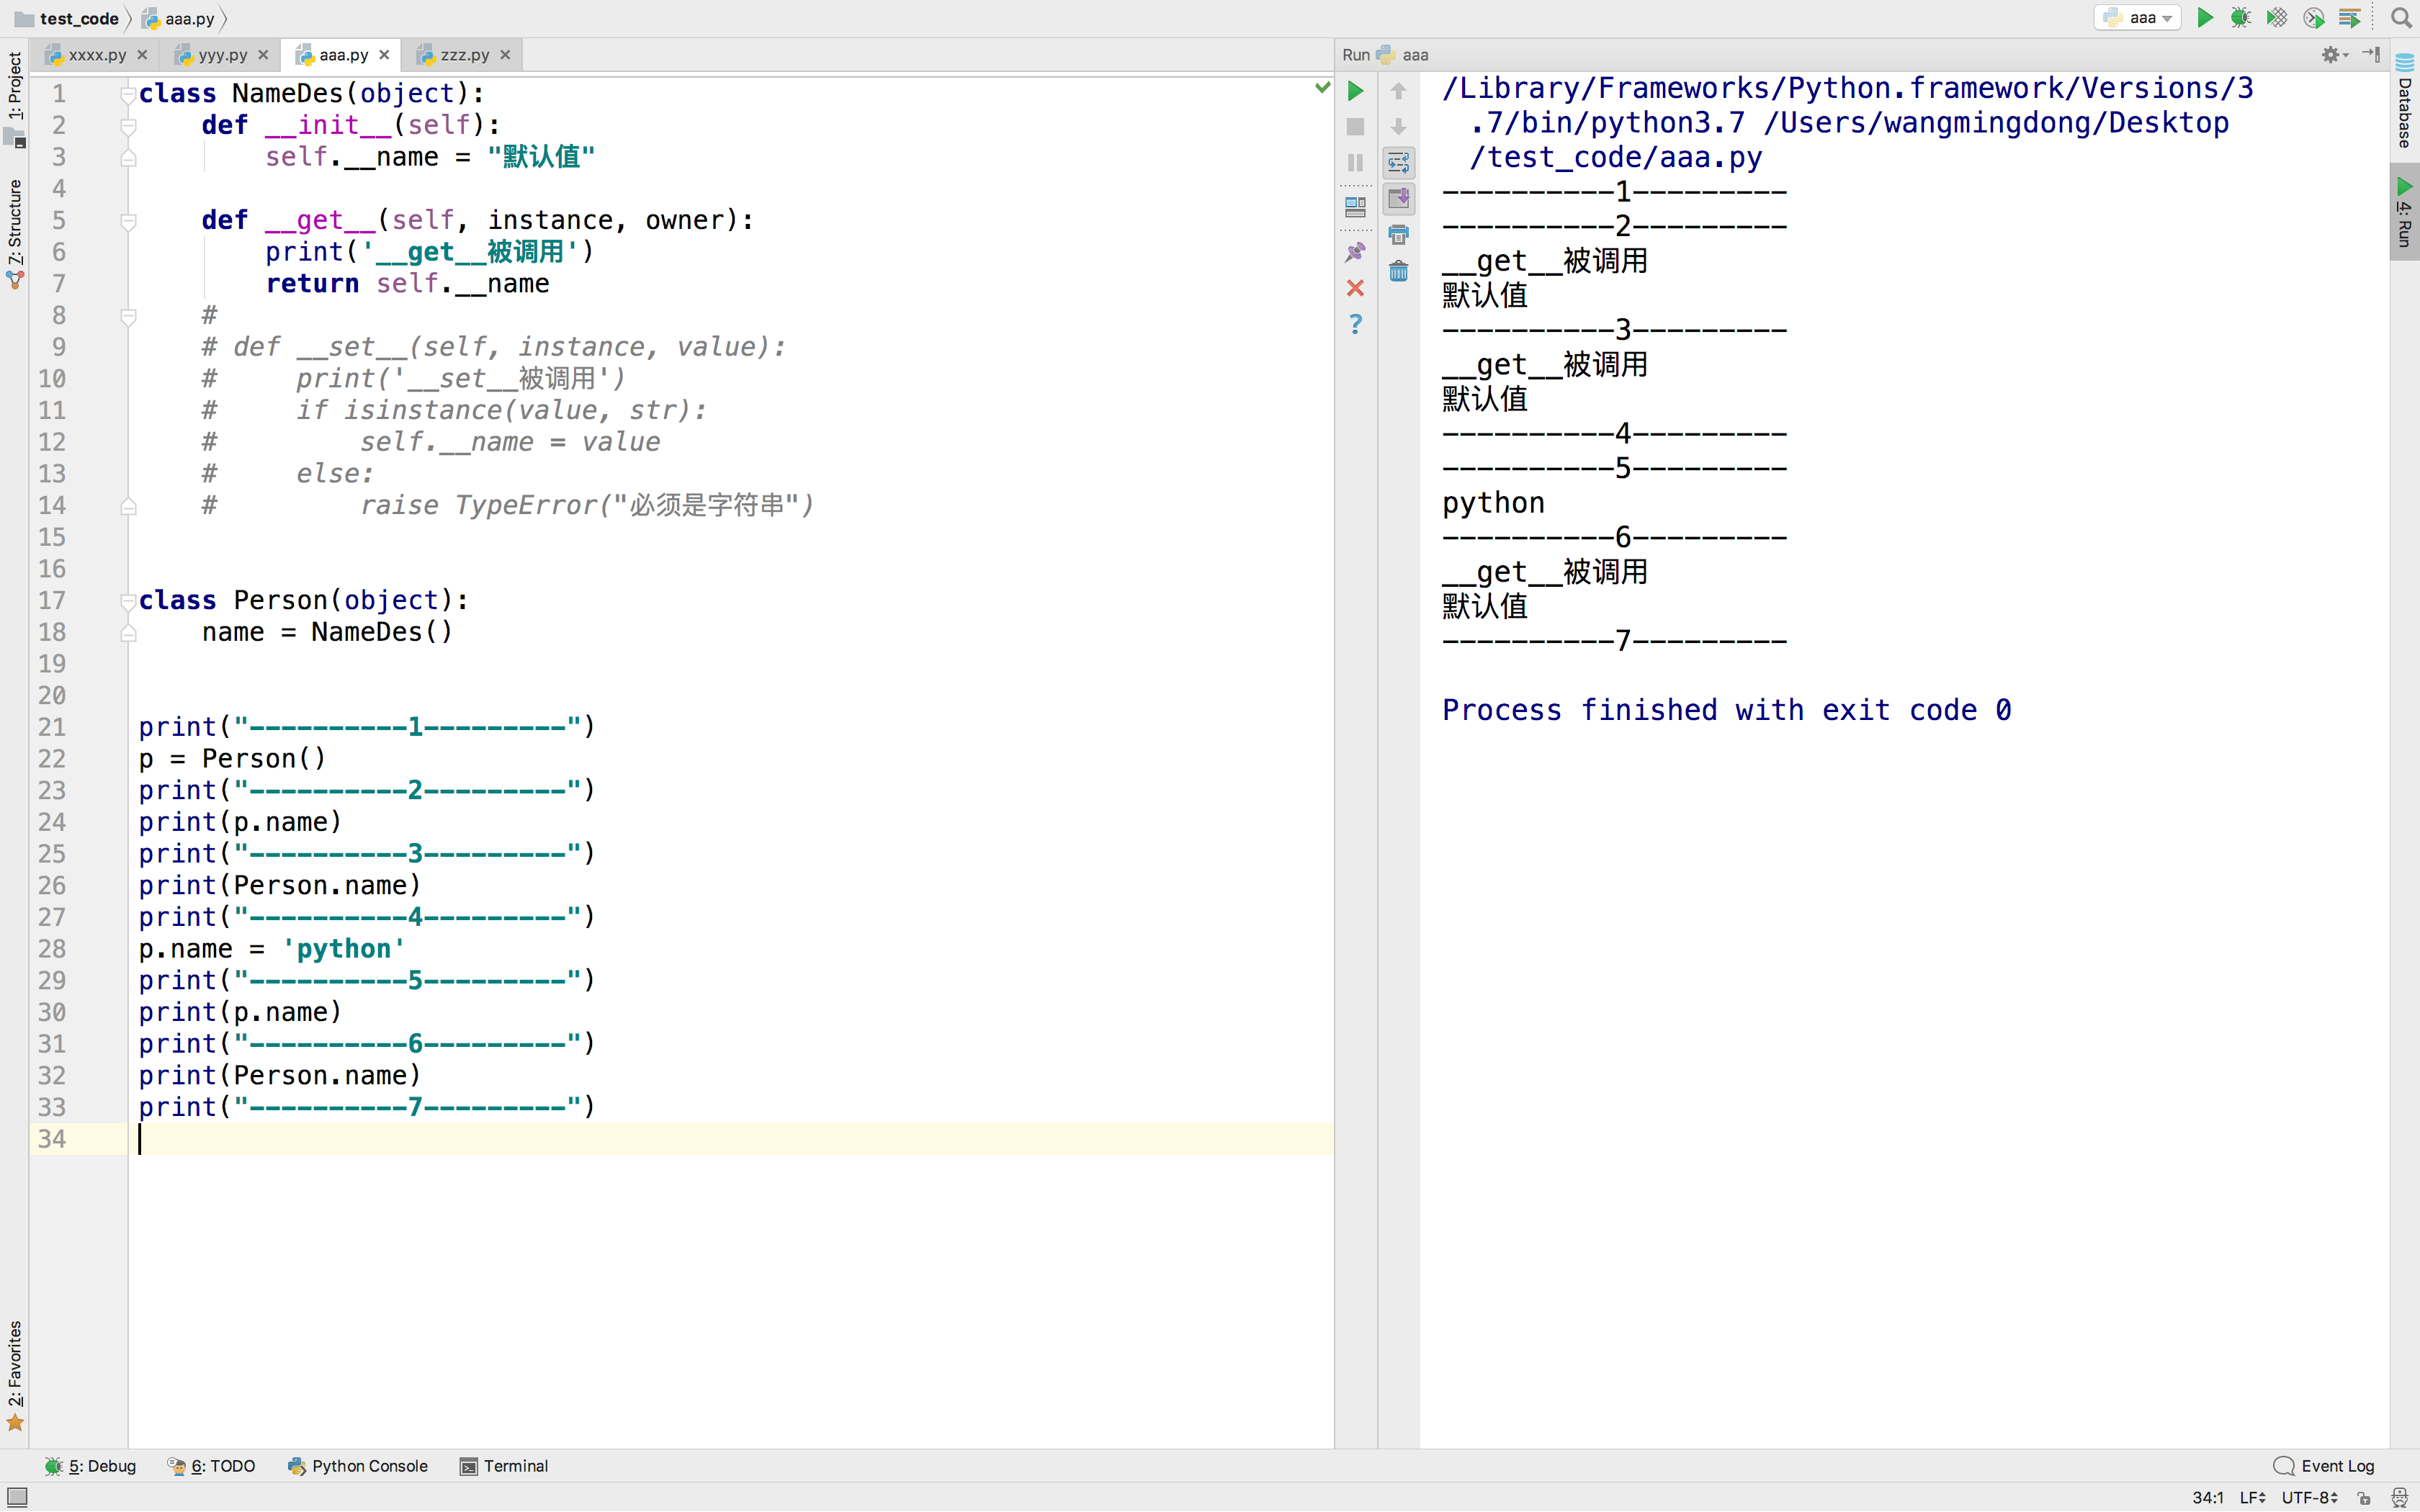 test_code aaa.py aaa
xxxx.py yyy.py aaa.py zzz.py
Run aaa
1: Project
7: Structure
2: Favorites
1 class NameDes(object):
2     def __init__(self):
3         self.__name = "默认值"
4
5     def __get__(self, instance, owner):
6         print('__get__被调用')
7         return self.__name
8     #
9     # def __set__(self, instance, value):
10     #     print('__set__被调用')
11     #     if isinstance(value, str):
12     #         self.__name = value
13     #     else:
14     #         raise TypeError("必须是字符串")
15
16
17 class Person(object):
18     name = NameDes()
19
20
21 print("----------1---------")
22 p = Person()
23 print("----------2---------")
24 print(p.name)
25 print("----------3---------")
26 print(Person.name)
27 print("----------4---------")
28 p.name = 'python'
29 print("----------5---------")
30 print(p.name)
31 print("----------6---------")
32 print(Person.name)
33 print("----------7---------")
34
/Library/Frameworks/Python.framework/Versions/3
.7/bin/python3.7 /Users/wangmingdong/Desktop
/test_code/aaa.py
----------1---------
----------2---------
__get__被调用
默认值
----------3---------
__get__被调用
默认值
----------4---------
----------5---------
python
----------6---------
__get__被调用
默认值
----------7---------
Process finished with exit code 0
Database
4: Run
5: Debug 6: TODO Python Console Terminal Event Log
34:1 LF UTF-8